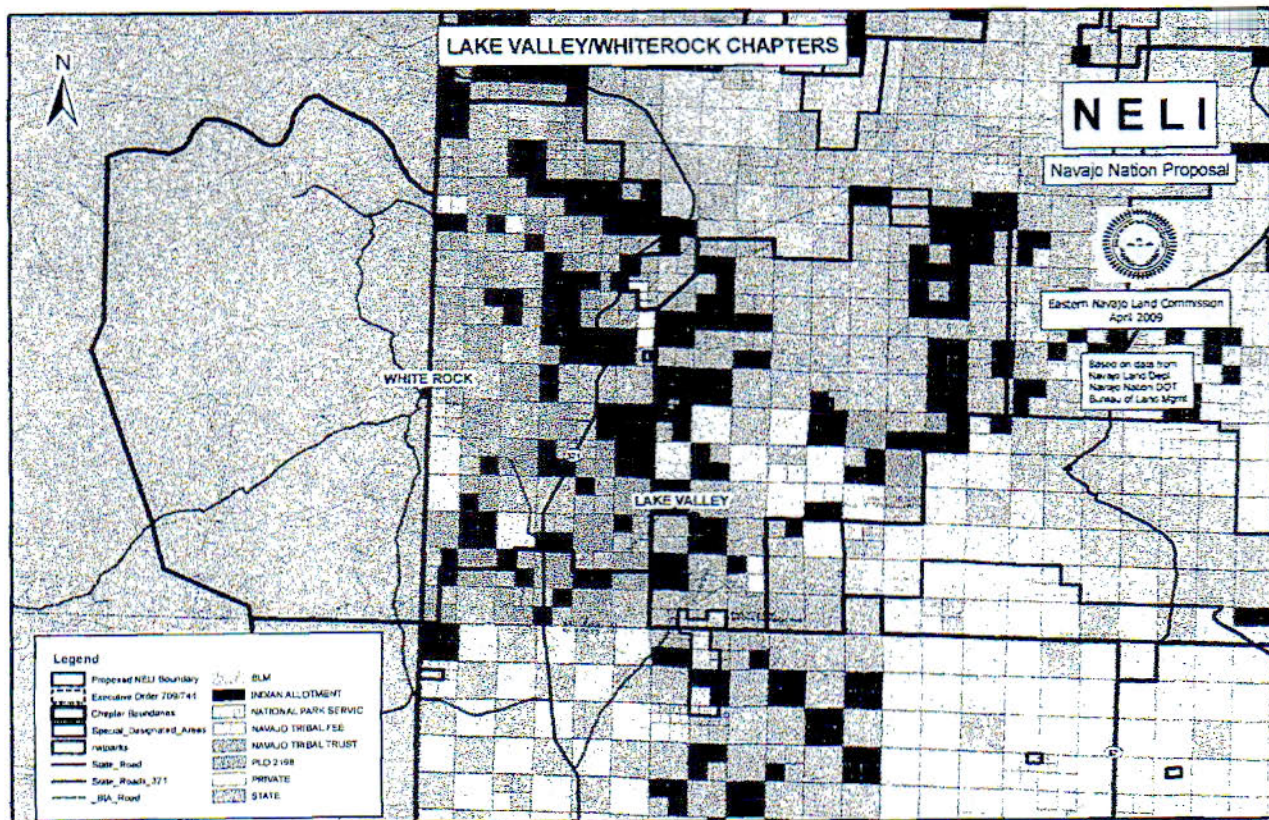 LAKE VALLEY/WHITEROCK CHAPTERS
N
NELI
Navajo Nation Proposal
Eastern Navajo Land Commission
April 2009
Based on data from
Navajo Land Dept
Navajo Nation DOT
Bureau of Land Mgmt
WHITE ROCK
LAKE VALLEY
Legend
Proposed NELI Boundary
Executive Order 709/744
Chapter Boundaries
Special_Designated_Areas
natparks
State_Road
State_Roads_371
_BIA_Road
BLM
INDIAN ALLOTMENT
NATIONAL PARK SERVIC
NAVAJO TRIBAL FEE
NAVAJO TRIBAL TRUST
PLO 2198
PRIVATE
STATE